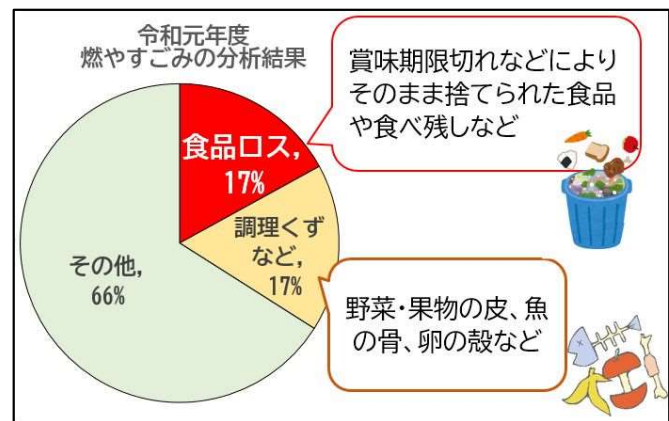 令和元年度
燃やすごみの分析結果
賞味期限切れなどにより
そのまま捨てられた食品
や食べ残しなど
食品ロス,
17%
調理くず
など,
17%
その他,
66%
野菜・果物の皮、魚
の骨、卵の殻など